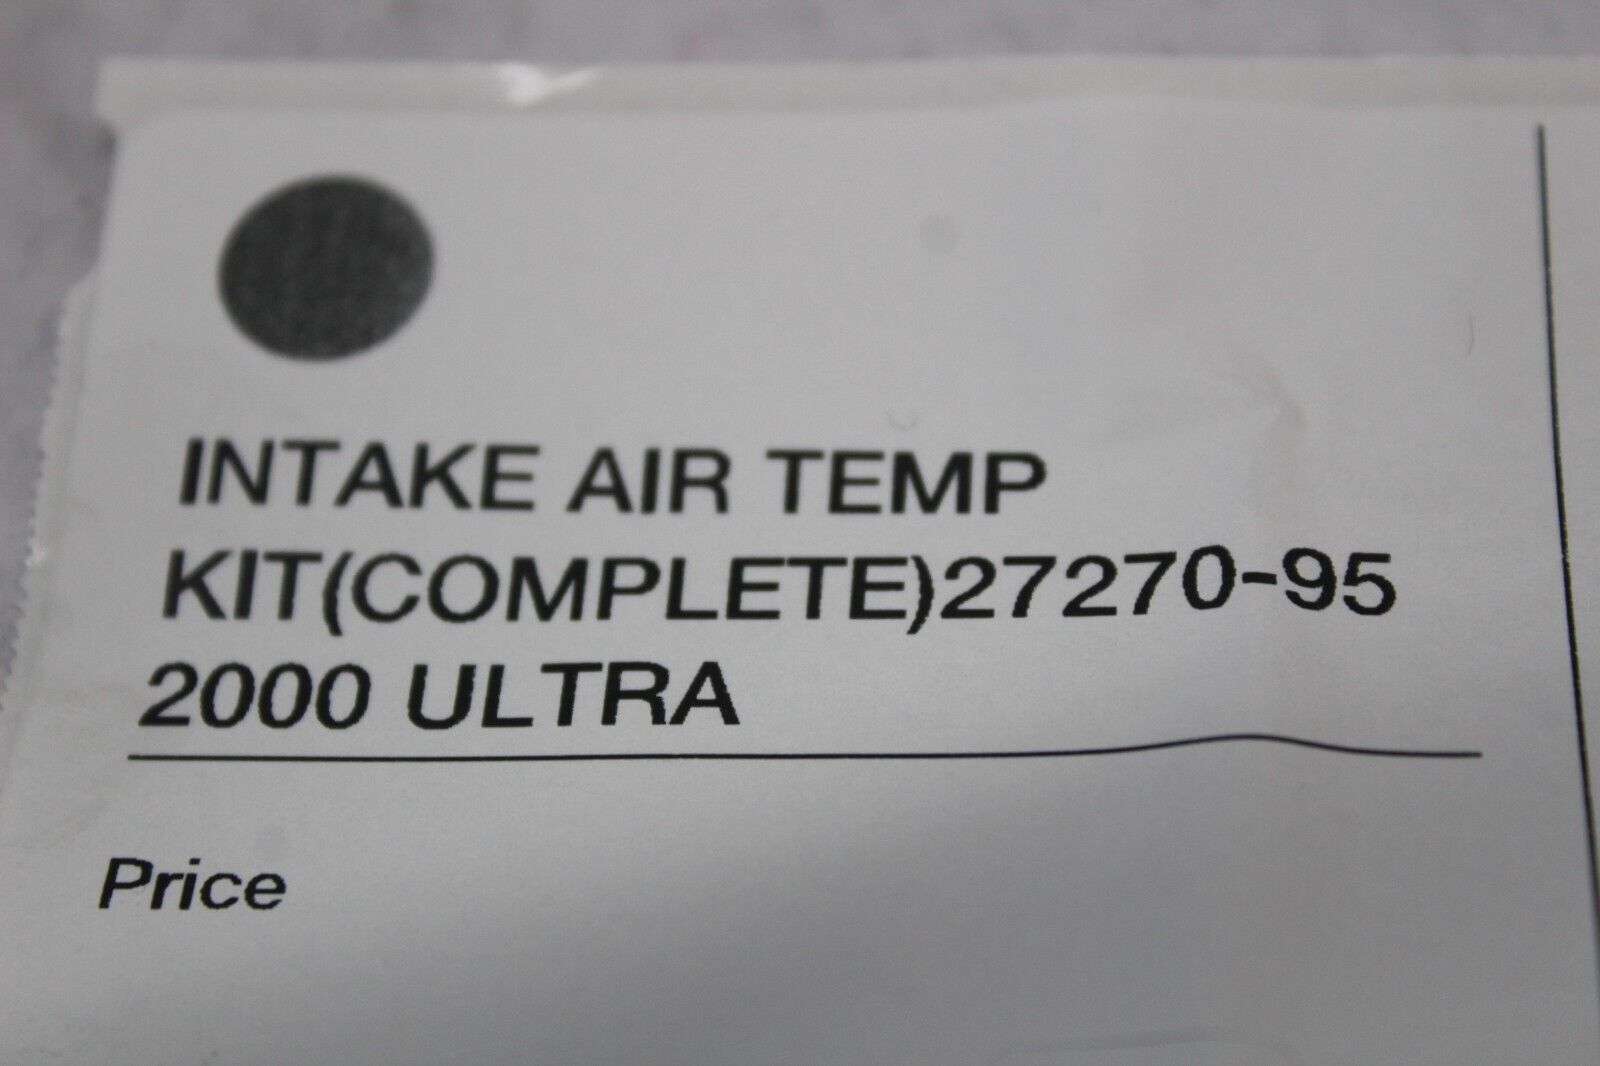 INTAKE AIR TEMP
KIT(COMPLETE)27270-95
2000 ULTRA
Price